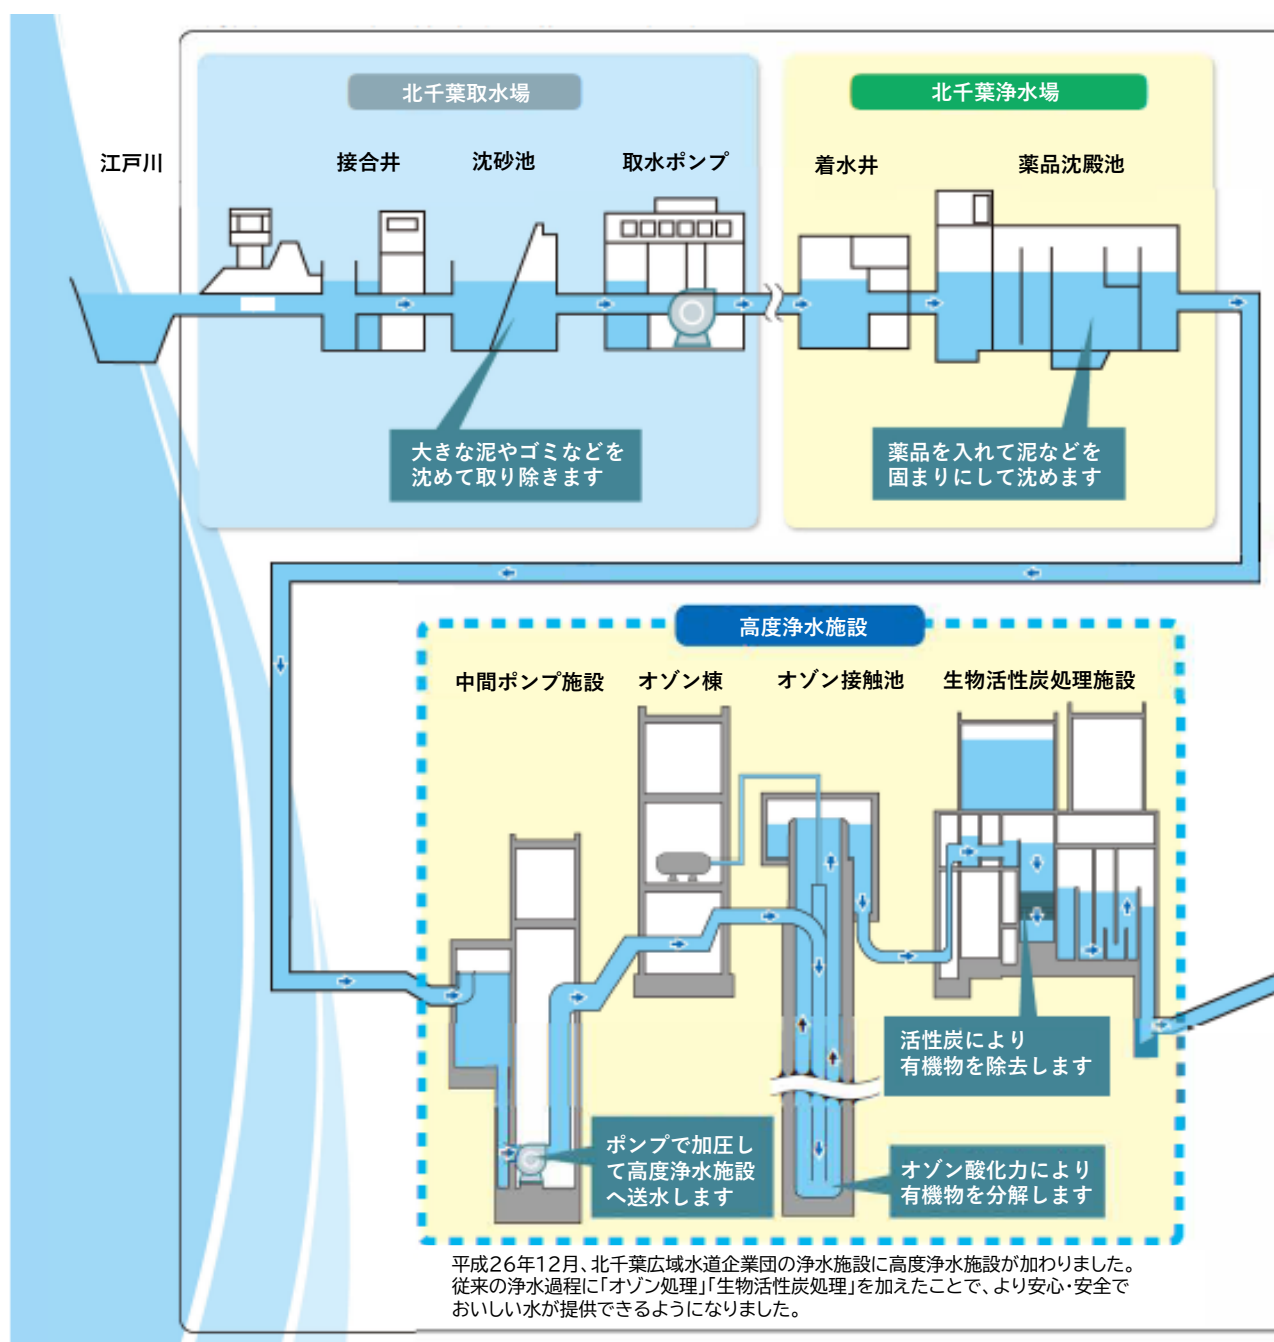 北千葉取水場
北千葉浄水場
江戸川
接合井
沈砂池
取水ポンプ
着水井
薬品沈殿池
大きな泥やゴミなどを
沈めて取り除きます
薬品を入れて泥などを
固まりにして沈めます
高度浄水施設
中間ポンプ施設
オゾン棟
オゾン接触池
生物活性炭処理施設
活性炭により
有機物を除去します
ポンプで加圧し
て高度浄水施設
へ送水します
オゾン酸化力により
有機物を分解します
平成26年12月、北千葉広域水道企業団の浄水施設に高度浄水施設が加わりました。
従来の浄水過程に「オゾン処理」「生物活性炭処理」を加えたことで、より安心・安全で
おいしい水が提供できるようになりました。